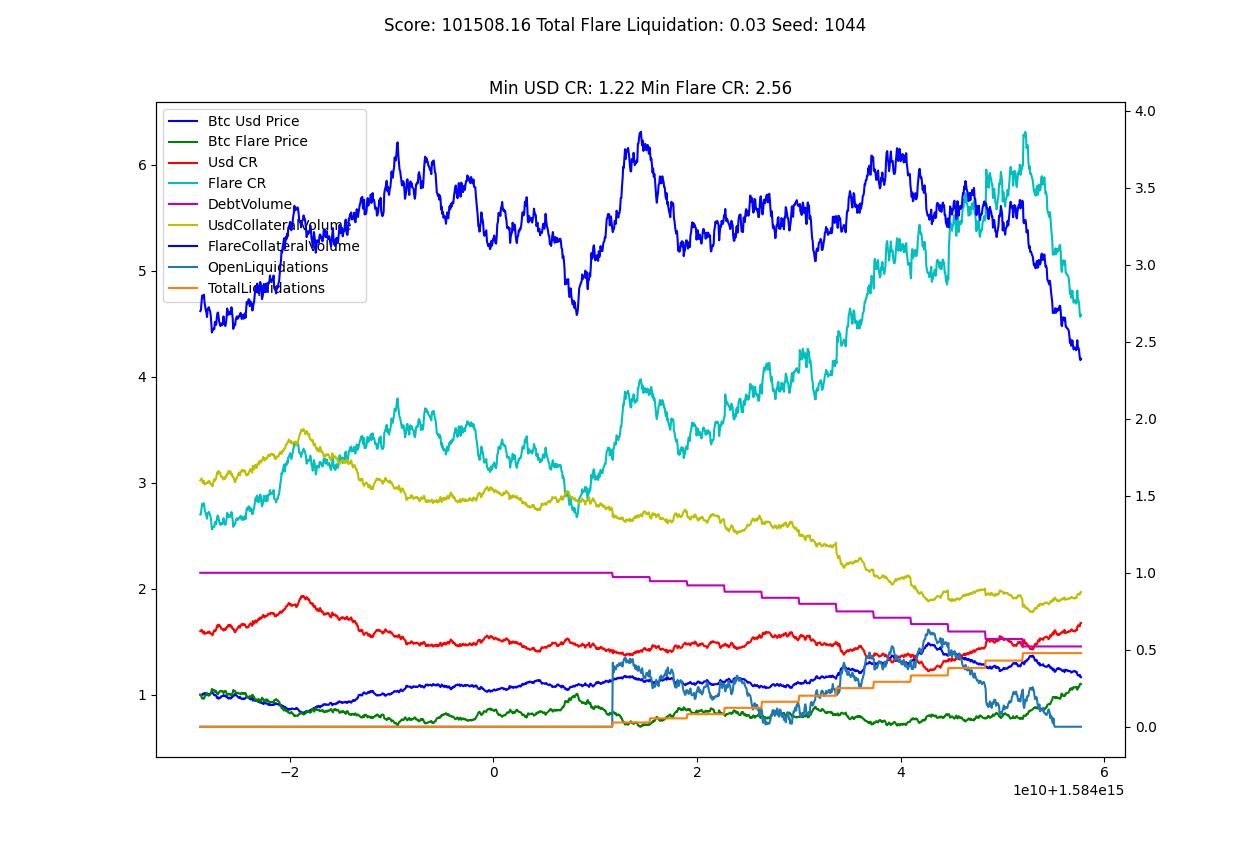 Score: 101508.16 Total Flare Liquidation: 0.03 Seed: 1044
Min USD CR: 1.22 Min Flare CR: 2.56
Btc Usd Price
Btc Flare Price
Usd CR
Flare CR
DebtVolume
UsdCollateralVolume
FlareCollateralVolume
OpenLiquidations
TotalLiquidations
6
5
4
3
2
1
4.0
3.5
3.0
2.5
2.0
1.5
1.0
0.5
0.0
−2
0
2
4
6
1e10+1.584e15